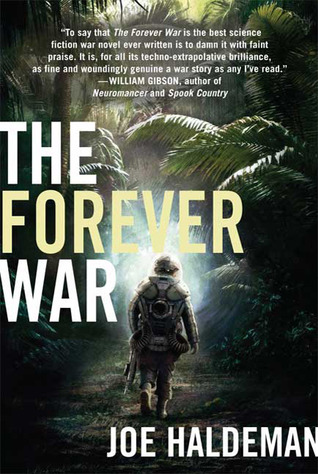 “To say that The Forever War is the best science
fiction war novel ever written is to damn it with faint
praise. It is, for all its techno-extrapolative brilliance,
as fine and woundingly genuine a war story as any I’ve read.”
—WILLIAM GIBSON, author of
Neuromancer and Spook Country
THE
FOREVER
WAR
JOE HALDEMAN